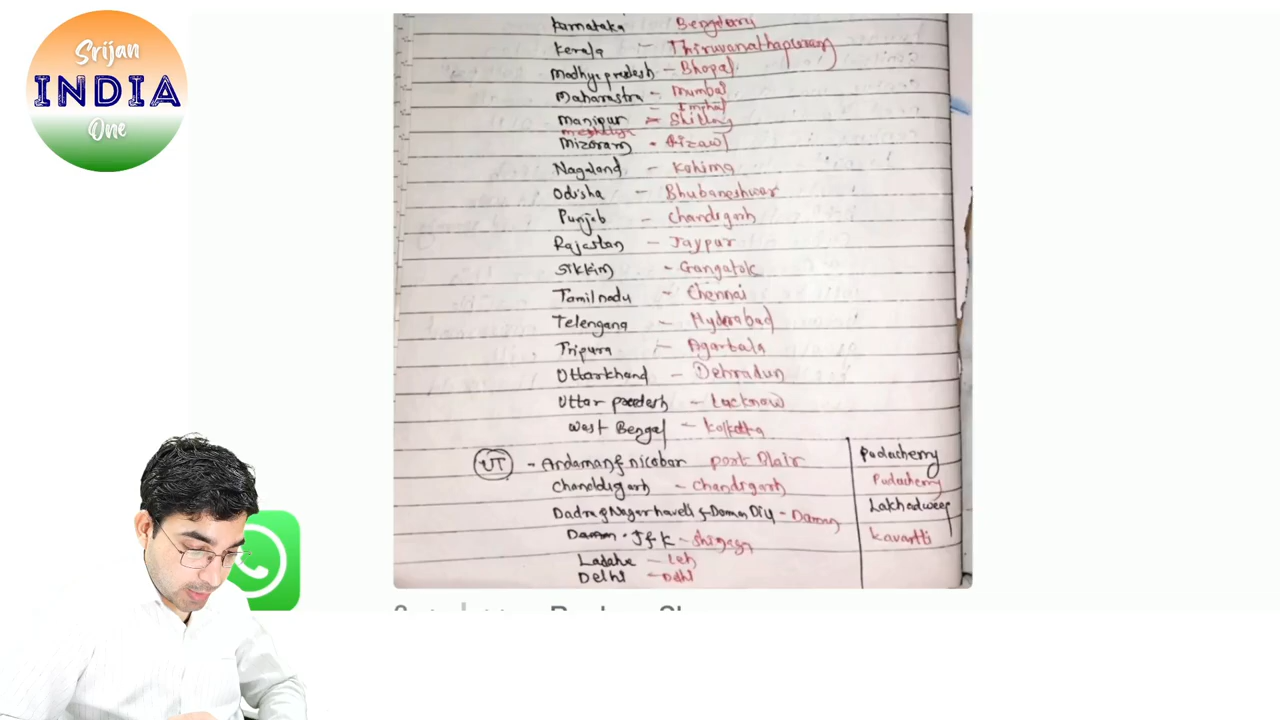 Srijan
INDIA
One
Karnataka Bengaluru
Kerala - Thiruvanathapuram
Madhya pradesh - Bhopal
Maharastra - Mumbai
- Imphal
Manipur - Shillong
Mizoram - Aizawl
Nagaland - Kohima
Odisha - Bhubaneshwar
Punjab - Chandigarh
Rajastan - Jaypur
Sikkim - Gangatok
Tamilnadu - Chennai
Telengana - Hyderabad
Tripura - Agartala
Uttarkhand - Dehradun
Uttar pradesh - Lucknow
West Bengal - Kolkatta
UT - Andaman & nicobar port Blair
Chandigarh - Chandigarh
Dadra & Nagar haveli & Daman Diu - Daman
J & K -
Ladakh - Leh
Delhi - Delhi
Puducherry
Puducherry
Lakhadweep
Kavartti